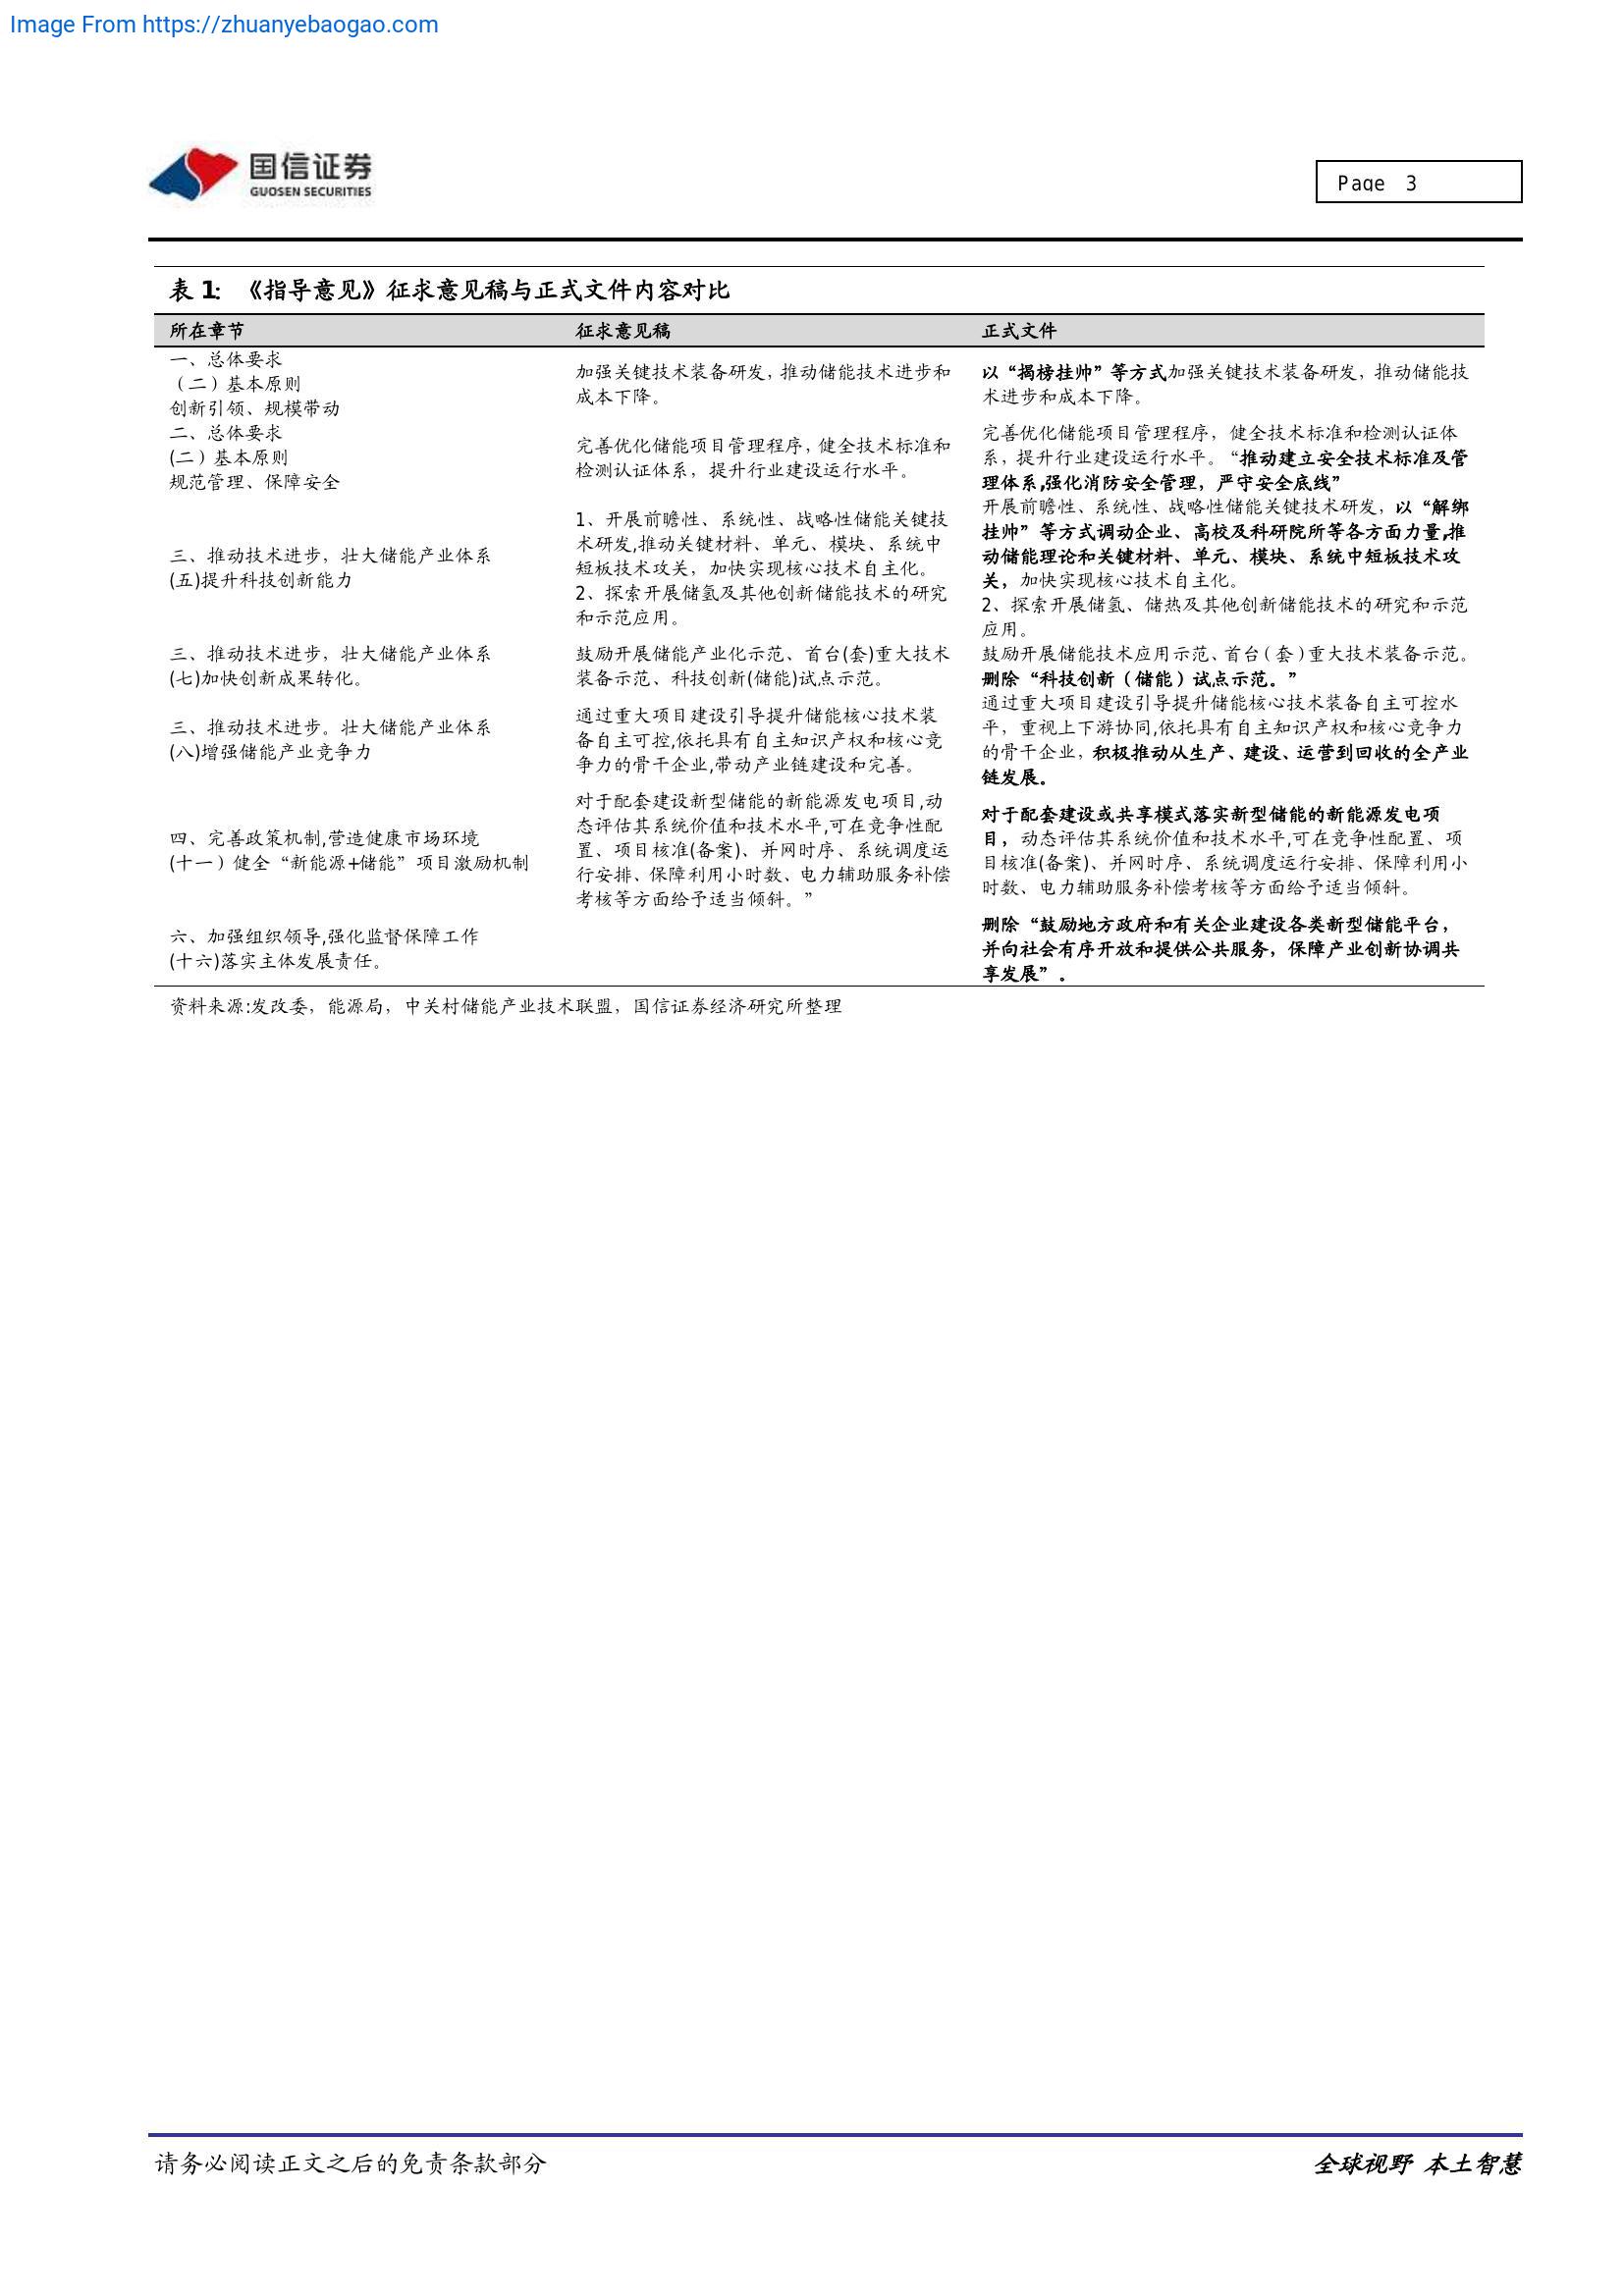 Image From https://zhuanyebaogao.com
国信证券
GUOSEN SECURITIES
Page 3
表 1: 《指导意见》征求意见稿与正式文件内容对比
所在章节 征求意见稿 正式文件
一、总体要求
（二）基本原则
创新引领、规模带动
加强关键技术装备研发，推动储能技术进步和
成本下降。
以“揭榜挂帅”等方式加强关键技术装备研发，推动储能技
术进步和成本下降。
二、总体要求
(二）基本原则
规范管理、保障安全
完善优化储能项目管理程序，健全技术标准和
检测认证体系，提升行业建设运行水平。
完善优化储能项目管理程序，健全技术标准和检测认证体
系，提升行业建设运行水平。“推动建立安全技术标准及管
理体系,强化消防安全管理，严守安全底线”
三、推动技术进步，壮大储能产业体系
(五)提升科技创新能力
1、开展前瞻性、系统性、战略性储能关键技
术研发,推动关键材料、单元、模块、系统中
短板技术攻关，加快实现核心技术自主化。
2、探索开展储氢及其他创新储能技术的研究
和示范应用。
开展前瞻性、系统性、战略性储能关键技术研发，以“解绑
挂帅”等方式调动企业、高校及科研院所等各方面力量,推
动储能理论和关键材料、单元、模块、系统中短板技术攻
关，加快实现核心技术自主化。
2、探索开展储氢、储热及其他创新储能技术的研究和示范
应用。
三、推动技术进步，壮大储能产业体系
(七)加快创新成果转化。
鼓励开展储能产业化示范、首台(套)重大技术
装备示范、科技创新(储能)试点示范。
鼓励开展储能技术应用示范、首台（套）重大技术装备示范。
删除“科技创新（储能）试点示范。”
三、推动技术进步。壮大储能产业体系
(八)增强储能产业竞争力
通过重大项目建设引导提升储能核心技术装
备自主可控,依托具有自主知识产权和核心竞
争力的骨干企业,带动产业链建设和完善。
通过重大项目建设引导提升储能核心技术装备自主可控水
平，重视上下游协同,依托具有自主知识产权和核心竞争力
的骨干企业，积极推动从生产、建设、运营到回收的全产业
链发展。
四、完善政策机制,营造健康市场环境
(十一）健全“新能源+储能”项目激励机制
对于配套建设新型储能的新能源发电项目,动
态评估其系统价值和技术水平,可在竞争性配
置、项目核准(备案)、并网时序、系统调度运
行安排、保障利用小时数、电力辅助服务补偿
考核等方面给予适当倾斜。”
对于配套建设或共享模式落实新型储能的新能源发电项
目，动态评估其系统价值和技术水平,可在竞争性配置、项
目核准(备案)、并网时序、系统调度运行安排、保障利用小
时数、电力辅助服务补偿考核等方面给予适当倾斜。
六、加强组织领导,强化监督保障工作
(十六)落实主体发展责任。
删除“鼓励地方政府和有关企业建设各类新型储能平台，
并向社会有序开放和提供公共服务，保障产业创新协调共
享发展”。
资料来源:发改委，能源局，中关村储能产业技术联盟，国信证券经济研究所整理
请务必阅读正文之后的免责条款部分
全球视野 本土智慧